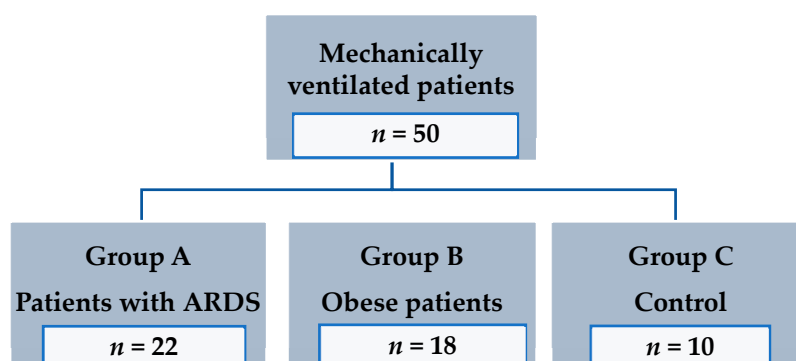 Mechanically
ventilated patients
n = 50
Group A
Patients with ARDS
n = 22
Group B
Obese patients
n = 18
Group C
Control
n = 10